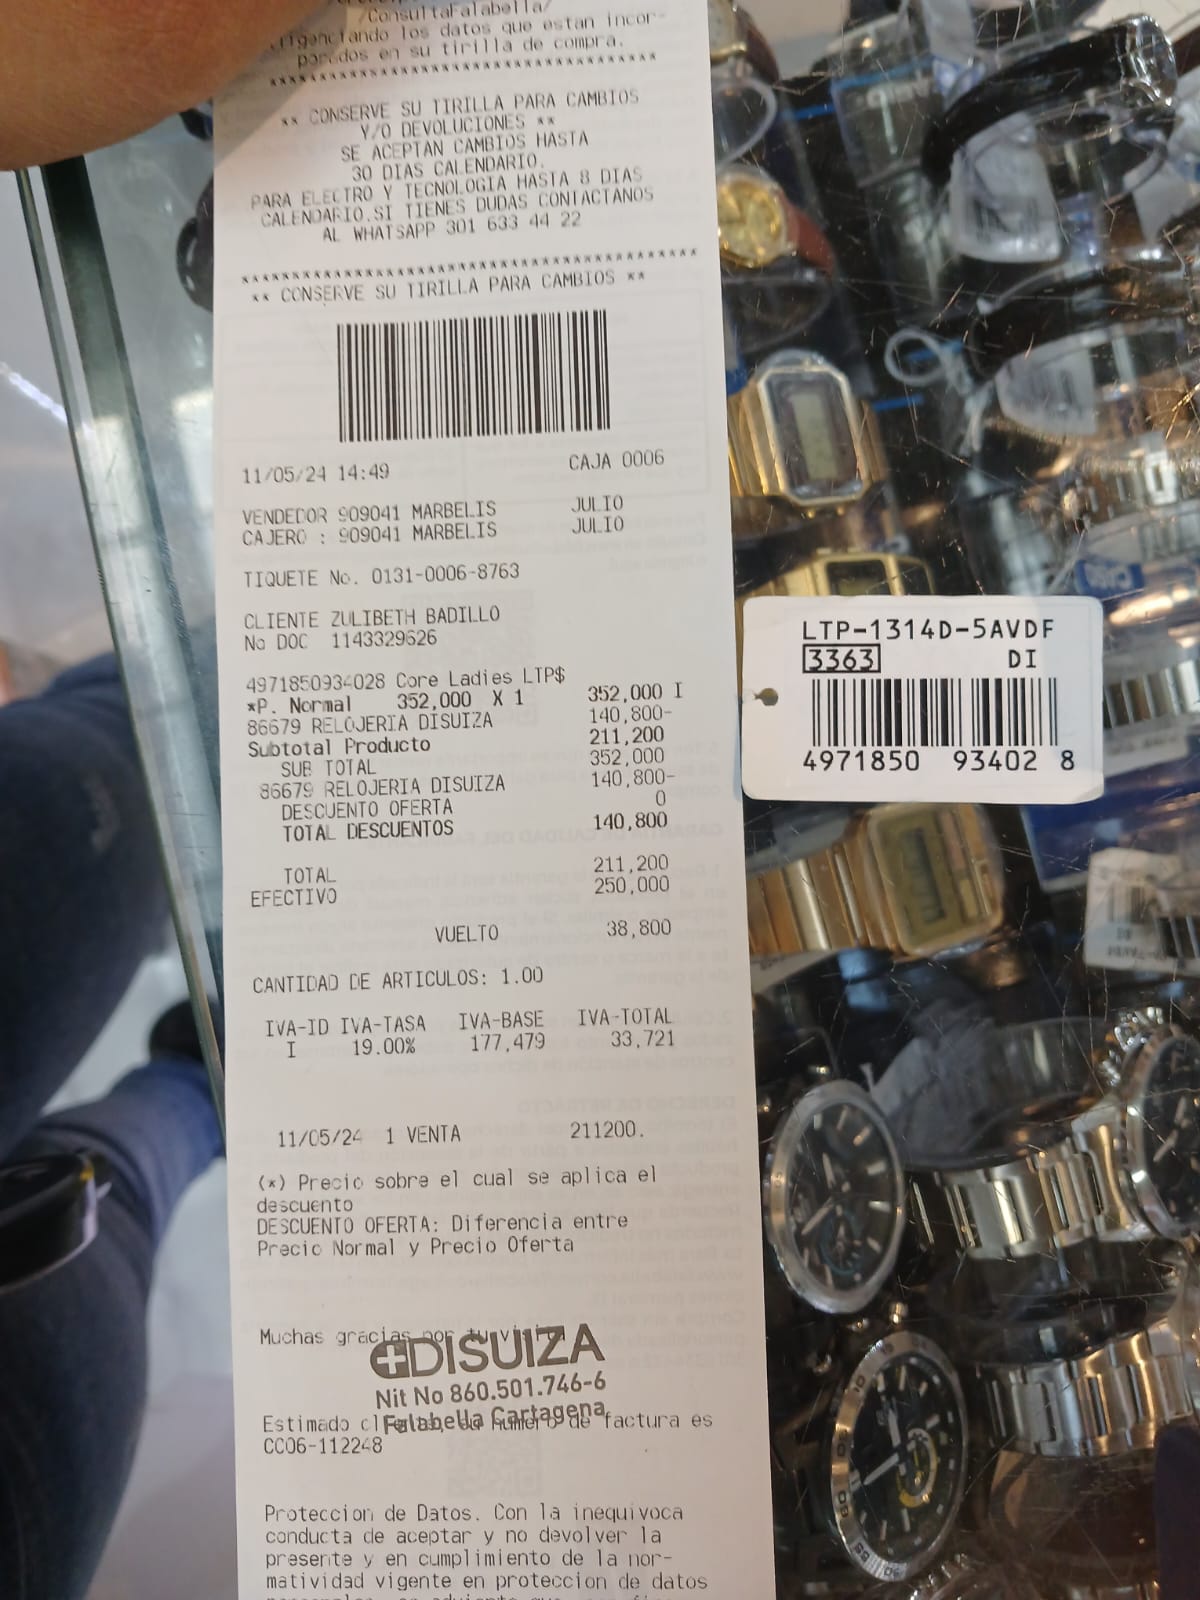 /ConsultaFalabella/
los datos que estan incor-
porados en su tirilla de compra.
****************************************
** CONSERVE SU TIRILLA PARA CAMBIOS
Y/O DEVOLUCIONES **
SE ACEPTAN CAMBIOS HASTA
30 DIAS CALENDARIO.
PARA ELECTRO Y TECNOLOGIA HASTA 8 DIAS
CALENDARIO.SI TIENES DUDAS CONTACTANOS
AL WHATSAPP 301 633 44 22
****************************************
** CONSERVE SU TIRILLA PARA CAMBIOS **
11/05/24 14:49 CAJA 0006
VENDEDOR 909041 MARBELIS JULIO
CAJERO : 909041 MARBELIS JULIO
TIQUETE No. 0131-0006-8763
CLIENTE ZULIBETH BADILLO
No DOC 1143329626
4971850934028 Core Ladies LTP$
*P. Normal 352,000 X 1 352,000 I
86679 RELOJERIA DISUIZA 140,800-
Subtotal Producto 211,200
SUB TOTAL 352,000
86679 RELOJERIA DISUIZA 140,800-
DESCUENTO OFERTA 0
TOTAL DESCUENTOS 140,800
TOTAL 211,200
EFECTIVO 250,000
VUELTO 38,800
CANTIDAD DE ARTICULOS: 1.00
IVA-ID IVA-TASA IVA-BASE IVA-TOTAL
I 19.00% 177,479 33,721
11/05/24 1 VENTA 211200.
(*) Precio sobre el cual se aplica el
descuento
DESCUENTO OFERTA: Diferencia entre
Precio Normal y Precio Oferta
Muchas gracias por tu
DISUIZA
Nit No 860.501.746-6
Falabella Cartagena
Estimado su numero de factura es
CC06-112248
Proteccion de Datos. Con la inequivoca
conducta de aceptar y no devolver la
presente y en cumplimiento de la nor-
matividad vigente en proteccion de datos
LTP-1314D-5AVDF
3363 DI
4971850 93402 8